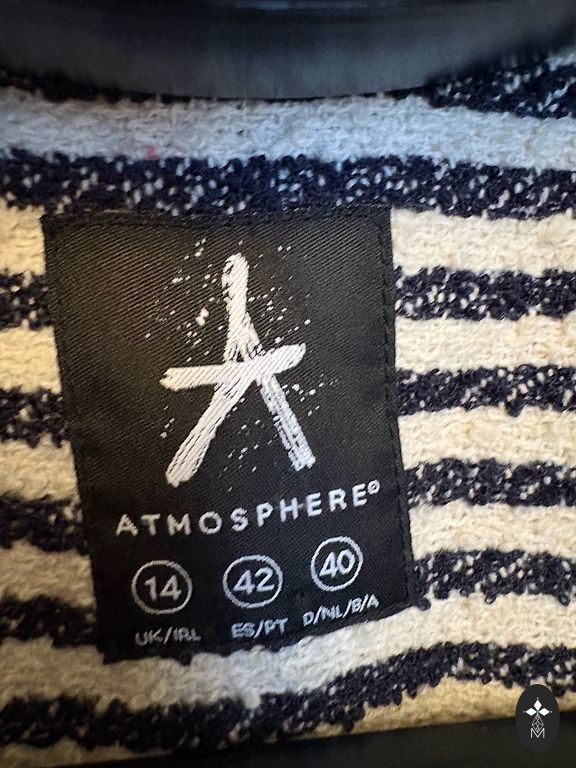 ATMOSPHERE®
14 42 40
UK/IRL ES/PT D/NL/B/A
M